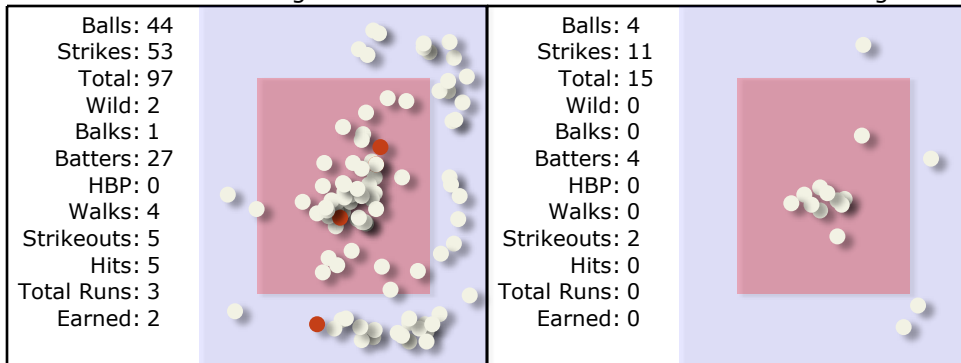 Balls: 44
Strikes: 53
Total: 97
Wild: 2
Balks: 1
Batters: 27
HBP: 0
Walks: 4
Strikeouts: 5
Hits: 5
Total Runs: 3
Earned: 2
Balls: 4
Strikes: 11
Total: 15
Wild: 0
Balks: 0
Batters: 4
HBP: 0
Walks: 0
Strikeouts: 2
Hits: 0
Total Runs: 0
Earned: 0